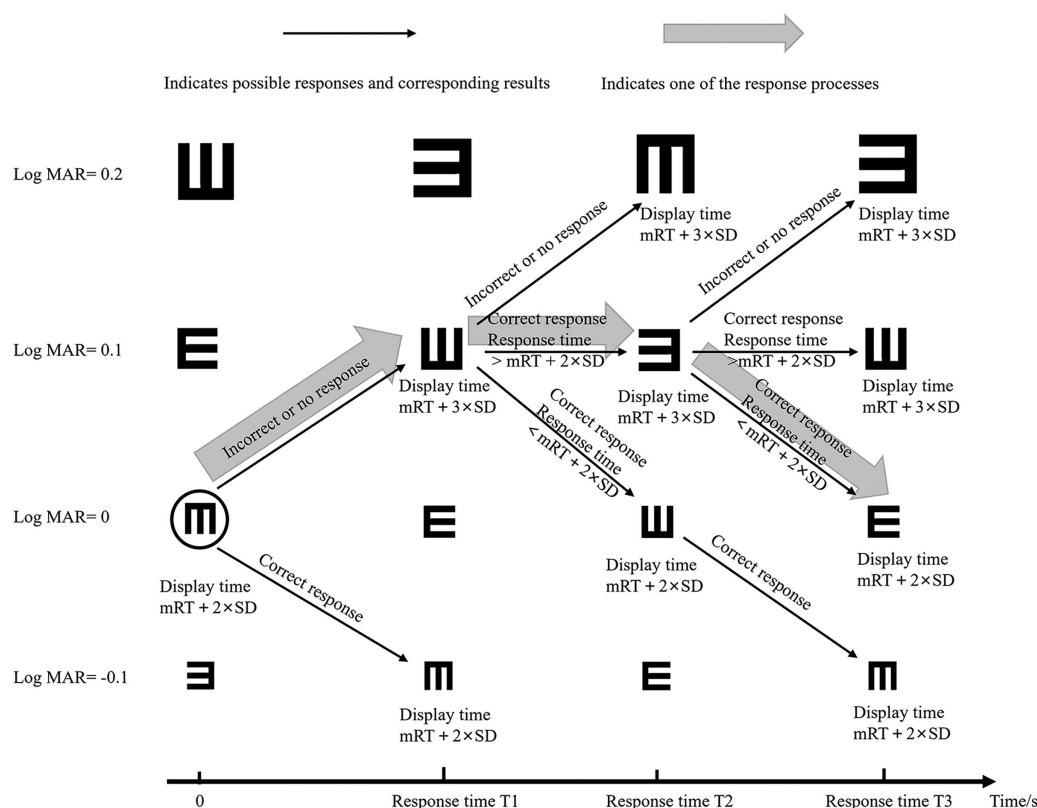 Indicates possible responses and corresponding results
Indicates one of the response processes
Log MAR= 0.2
Display time
mRT + 3×SD
Display time
mRT + 3×SD
Incorrect or no response
Incorrect or no response
Log MAR= 0.1
Correct response
Response time
> mRT + 2×SD
Correct response
Response time
>mRT + 2×SD
Display time
mRT + 3×SD
Display time
mRT + 3×SD
Display time
mRT + 3×SD
Incorrect or no response
Correct response
Response time
< mRT + 2×SD
Correct response
Response time
< mRT + 2×SD
Log MAR= 0
Display time
mRT + 2×SD
Display time
mRT + 2×SD
Display time
mRT + 2×SD
Correct response
Correct response
Log MAR= -0.1
Display time
mRT + 2×SD
Display time
mRT + 2×SD
0
Response time T1
Response time T2
Response time T3
Time/s